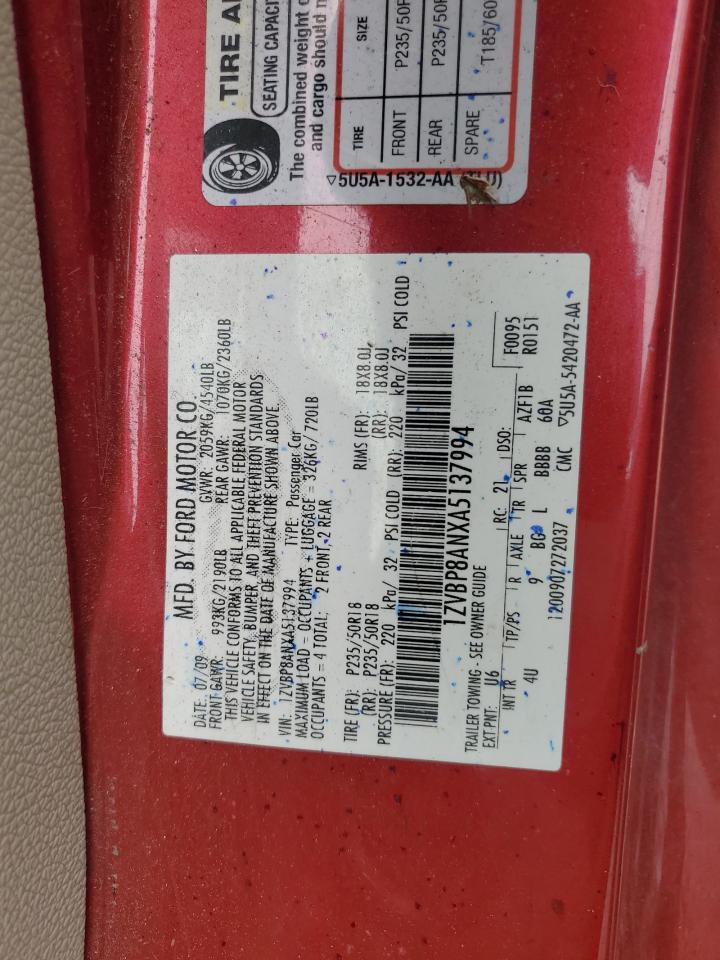 MFD. BY FORD MOTOR CO.
DATE: 07/09 GVWR: 2059KG/4540LB
FRONT GAWR: 993KG/2190LB REAR GAWR: 1070KG/2360LB
THIS VEHICLE CONFORMS TO ALL APPLICABLE FEDERAL MOTOR
VEHICLE SAFETY, BUMPER, AND THEFT PREVENTION STANDARDS
IN EFFECT ON THE DATE OF MANUFACTURE SHOWN ABOVE.
VIN: 1ZVBP8ANXA5137994 TYPE: Passenger Car
MAXIMUM LOAD = OCCUPANTS + LUGGAGE = 326KG/720LB
OCCUPANTS = 4 TOTAL: 2 FRONT, 2 REAR
TIRE (FR): P235/50R18 RIMS (FR): 18X8.0J
(RR): P235/50R18 (RR): 18X8.0J
PRESSURE (FR): 220 kPa/ 32 PSI COLD (RR): 220 kPa/ 32 PSI COLD
1ZVBP8ANXA5137994
TRAILER TOWING - SEE OWNER GUIDE
EXT PNT: U6 RC: 21 DSO: F0095
R0151
INT TR TP/PS R AXLE TR SPR AZF1B
4U 9 BG L BBBB 60A
1200907272037 CMC ▽5U5A-5420472-AA
TIRE A
SEATING CAPACIT
The combined weight o
and cargo should n
TIRE SIZE
FRONT P235/50R
REAR P235/50R
SPARE T185/60
▽5U5A-1532-AA